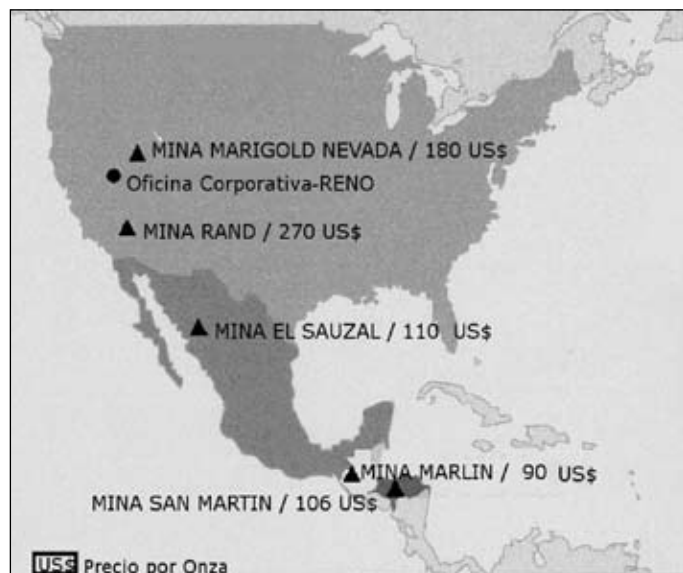 MINA MARIGOLD NEVADA / 180 US$
Oficina Corporativa-RENO
MINA RAND / 270 US$
MINA EL SAUZAL / 110 US$
MINA MARLIN / 90 US$
MINA SAN MARTIN / 106 US$
US$ Precio por Onza